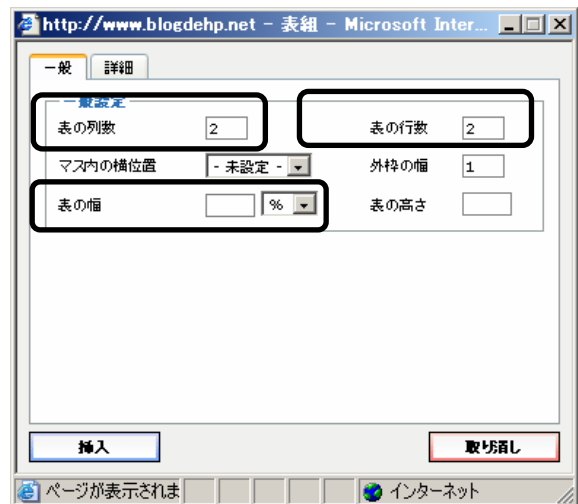 http://www.blogdehp.net - 表組 - Microsoft Inter...
一般 詳細
一般設定
表の列数 2 表の行数 2
マス内の横位置 - 未設定 - 外枠の幅 1
表の幅 % 表の高さ
挿入 取り消し
ページが表示されま インターネット